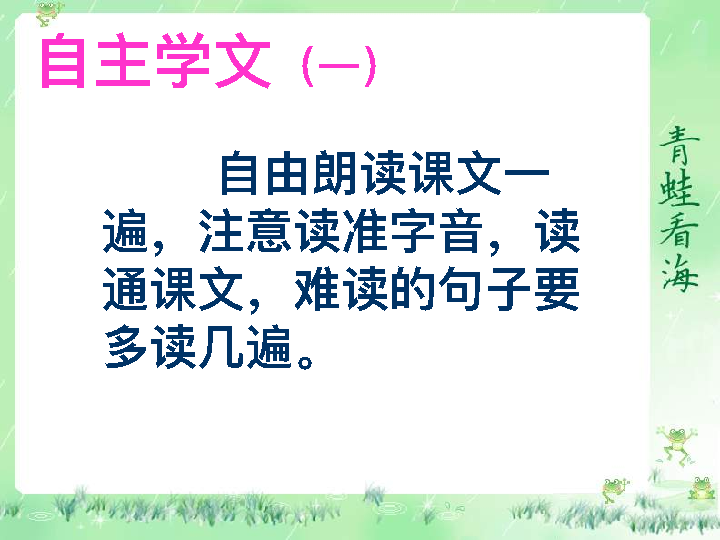 自主学文（一）
自由朗读课文一
遍，注意读准字音，读
通课文，难读的句子要
多读几遍。
青蛙看海